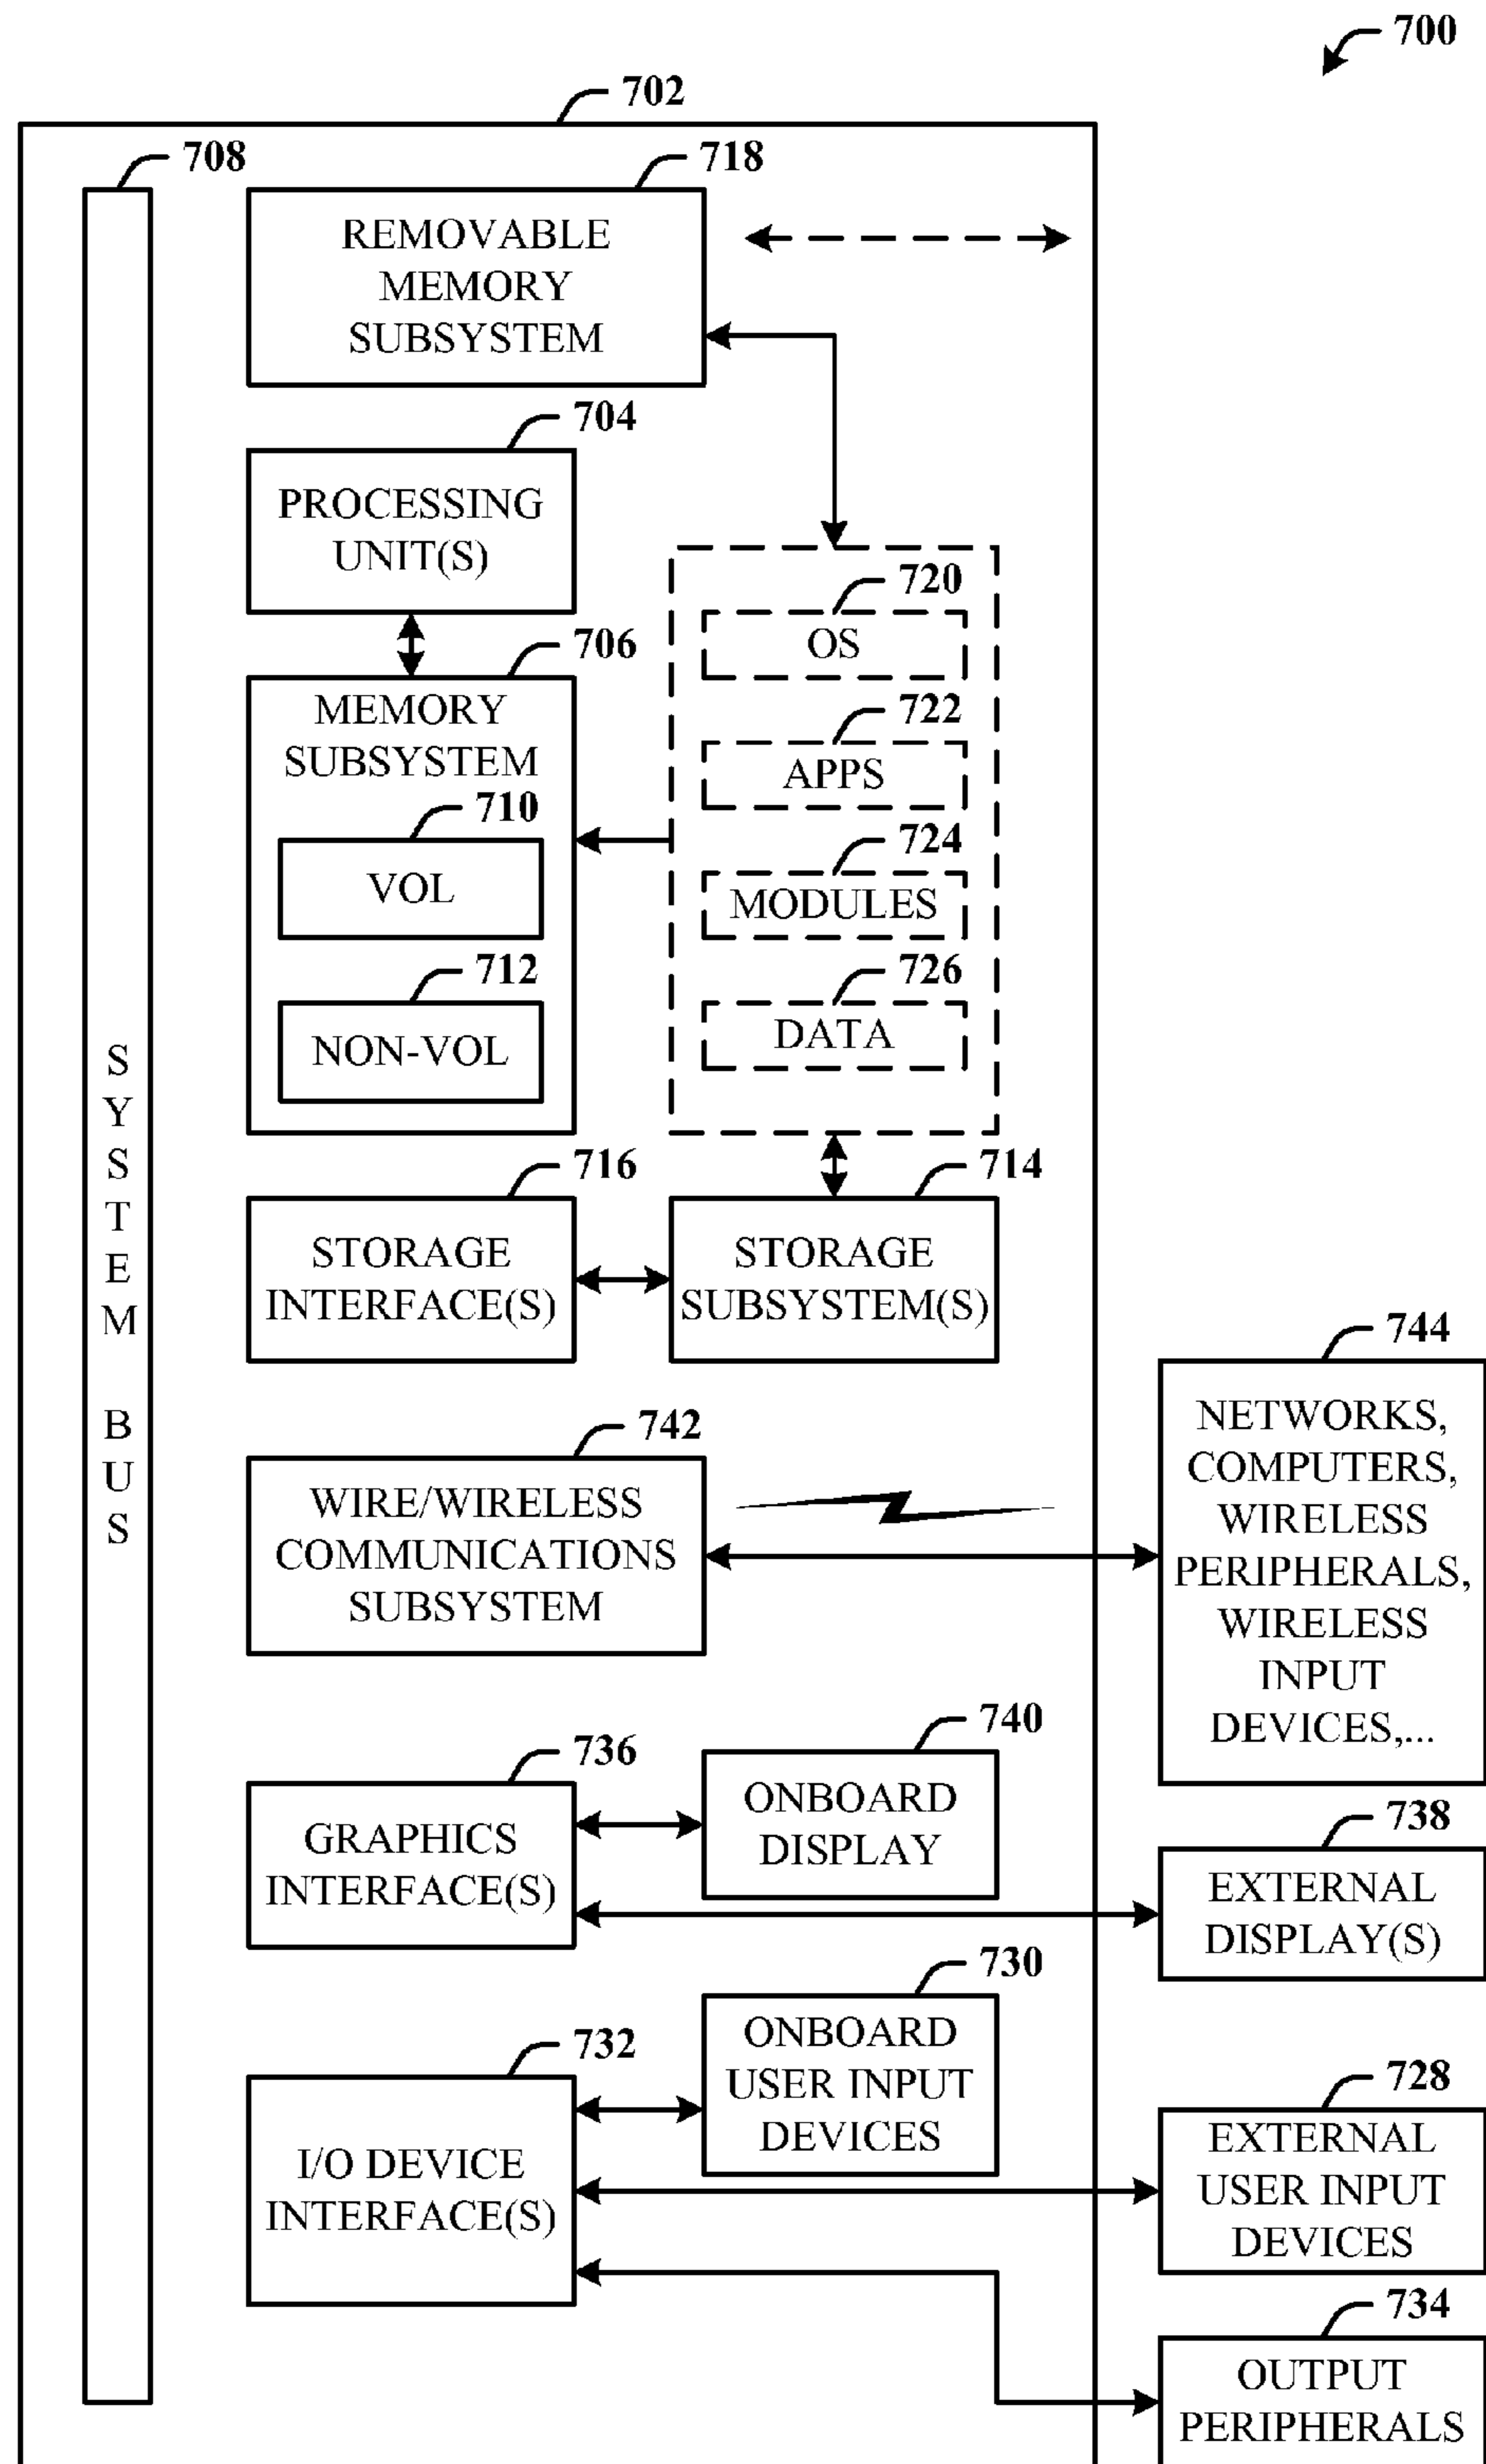 700
702
708
718
REMOVABLE
MEMORY
SUBSYSTEM
704
PROCESSING
UNIT(S)
706
MEMORY
SUBSYSTEM
710
VOL
712
NON-VOL
720
OS
722
APPS
724
MODULES
726
DATA
SYSTEM BUS
716
STORAGE
INTERFACE(S)
714
STORAGE
SUBSYSTEM(S)
742
WIRE/WIRELESS
COMMUNICATIONS
SUBSYSTEM
744
NETWORKS,
COMPUTERS,
WIRELESS
PERIPHERALS,
WIRELESS
INPUT
DEVICES,...
736
GRAPHICS
INTERFACE(S)
740
ONBOARD
DISPLAY
738
EXTERNAL
DISPLAY(S)
732
I/O DEVICE
INTERFACE(S)
730
ONBOARD
USER INPUT
DEVICES
728
EXTERNAL
USER INPUT
DEVICES
734
OUTPUT
PERIPHERALS